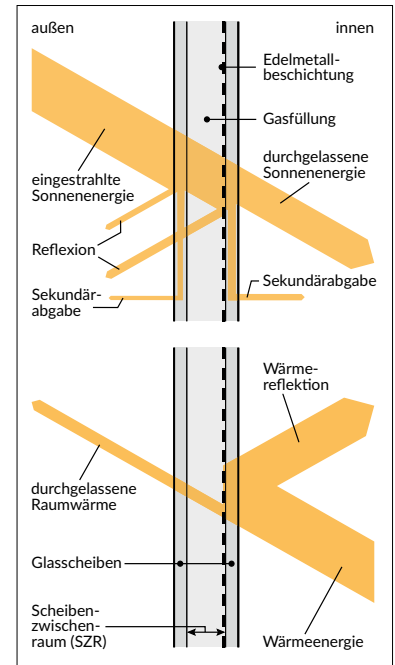 außen
innen
Edelmetall-
beschichtung
Gasfüllung
durchgelassene
Sonnenenergie
eingestrahlte
Sonnenenergie
Reflexion
Sekundär-
abgabe
Sekundärabgabe
Wärme-
reflektion
durchgelassene
Raumwärme
Glasscheiben
Scheiben-
zwischen-
raum (SZR)
Wärmeenergie